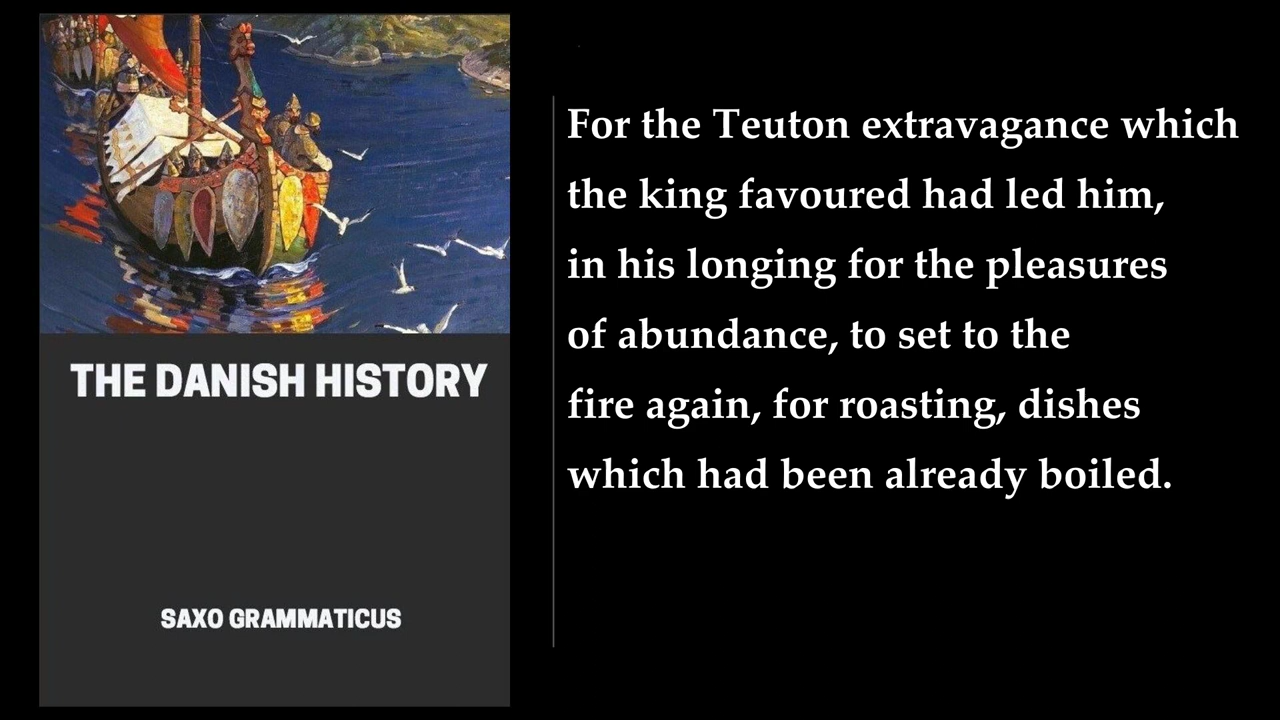 THE DANISH HISTORY
SAXO GRAMMATICUS
For the Teuton extravagance which
the king favoured had led him,
in his longing for the pleasures
of abundance, to set to the
fire again, for roasting, dishes
which had been already boiled.